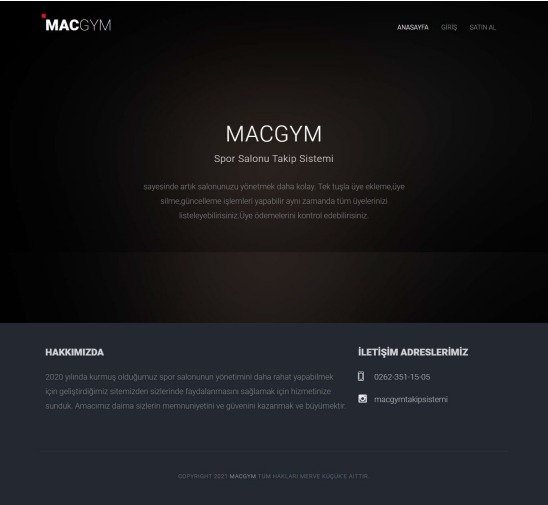 MACGYM
ANASAYFA GİRİŞ SATIN AL
MACGYM
Spor Salonu Takip Sistemi
sayesinde artık salonunuzu yönetmek daha kolay. Tek tuşla üye ekleme,üye
silme,güncelleme işlemleri yapabilir aynı zamanda tüm üyelerinizi
listeleyebilirisiniz.Üye ödemelerini kontrol edebilirsiniz.
HAKKIMIZDA
2020 yılında kurmuş olduğumuz spor salonunun yönetimini daha rahat yapabilmek
için geliştirdiğimiz sitemizden sizlerinde faydalanmasını sağlamak için hizmetinize
sunduk. Amacımız daima sizlerin memnuniyetini ve güvenini kazanmak ve büyümektir.
İLETİŞİM ADRESLERİMİZ
0262-351-15-05
macgymtakipsistemi
COPYRIGHT 2021 MACGYM TÜM HAKLARI MERVE KÜÇÜK'E AİTTİR